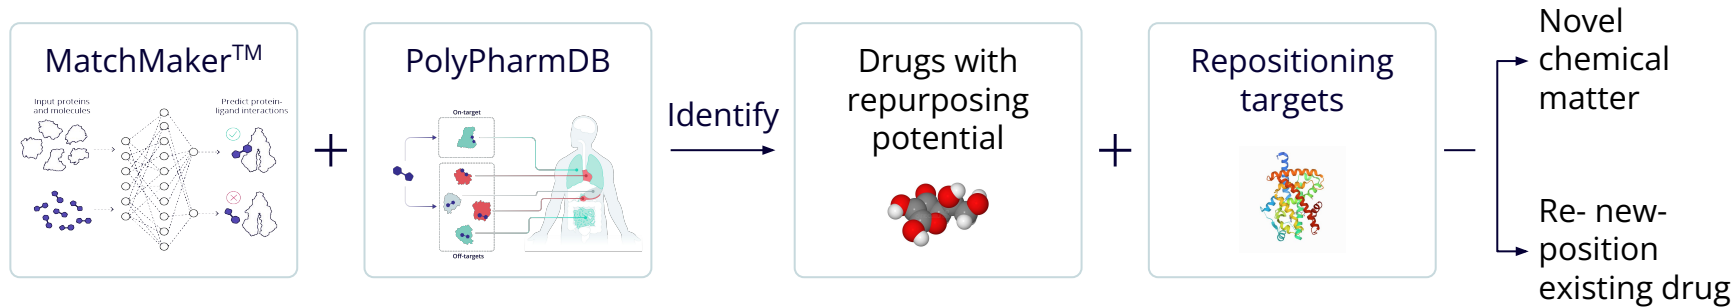 MatchMaker™
Input proteins
and molecules
Predict protein-
ligand interactions
+
PolyPharmDB
On-target
Off-targets
Identify
Drugs with
repurposing
potential
+
Repositioning
targets
Novel
chemical
matter
Re- new-
position
existing drug